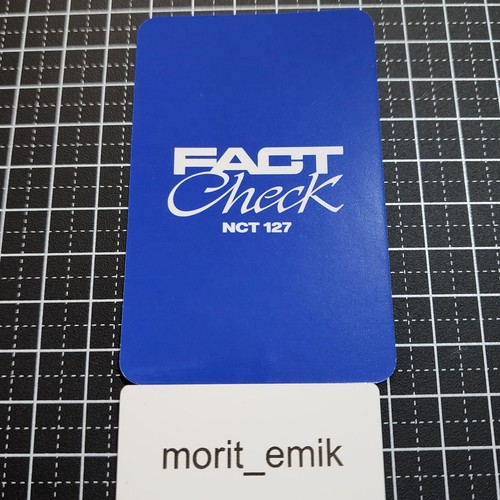 FACT
Check
NCT 127
morit_emik